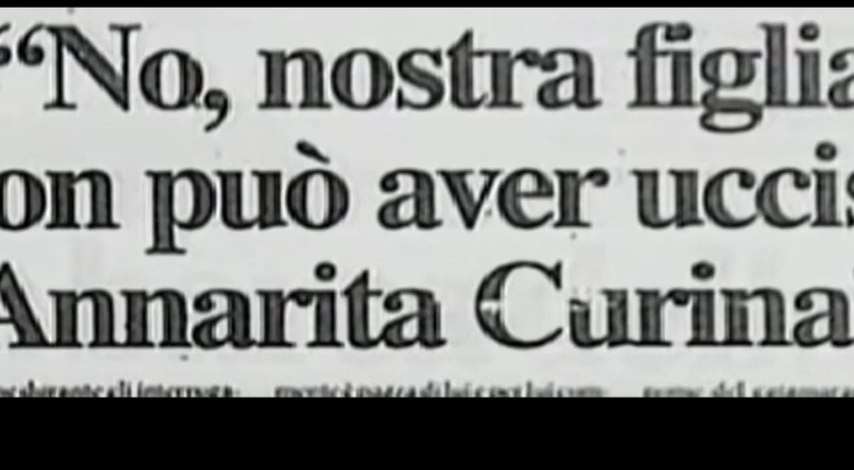 “No, nostra figlia
on può aver uccis
Annarita Curina”